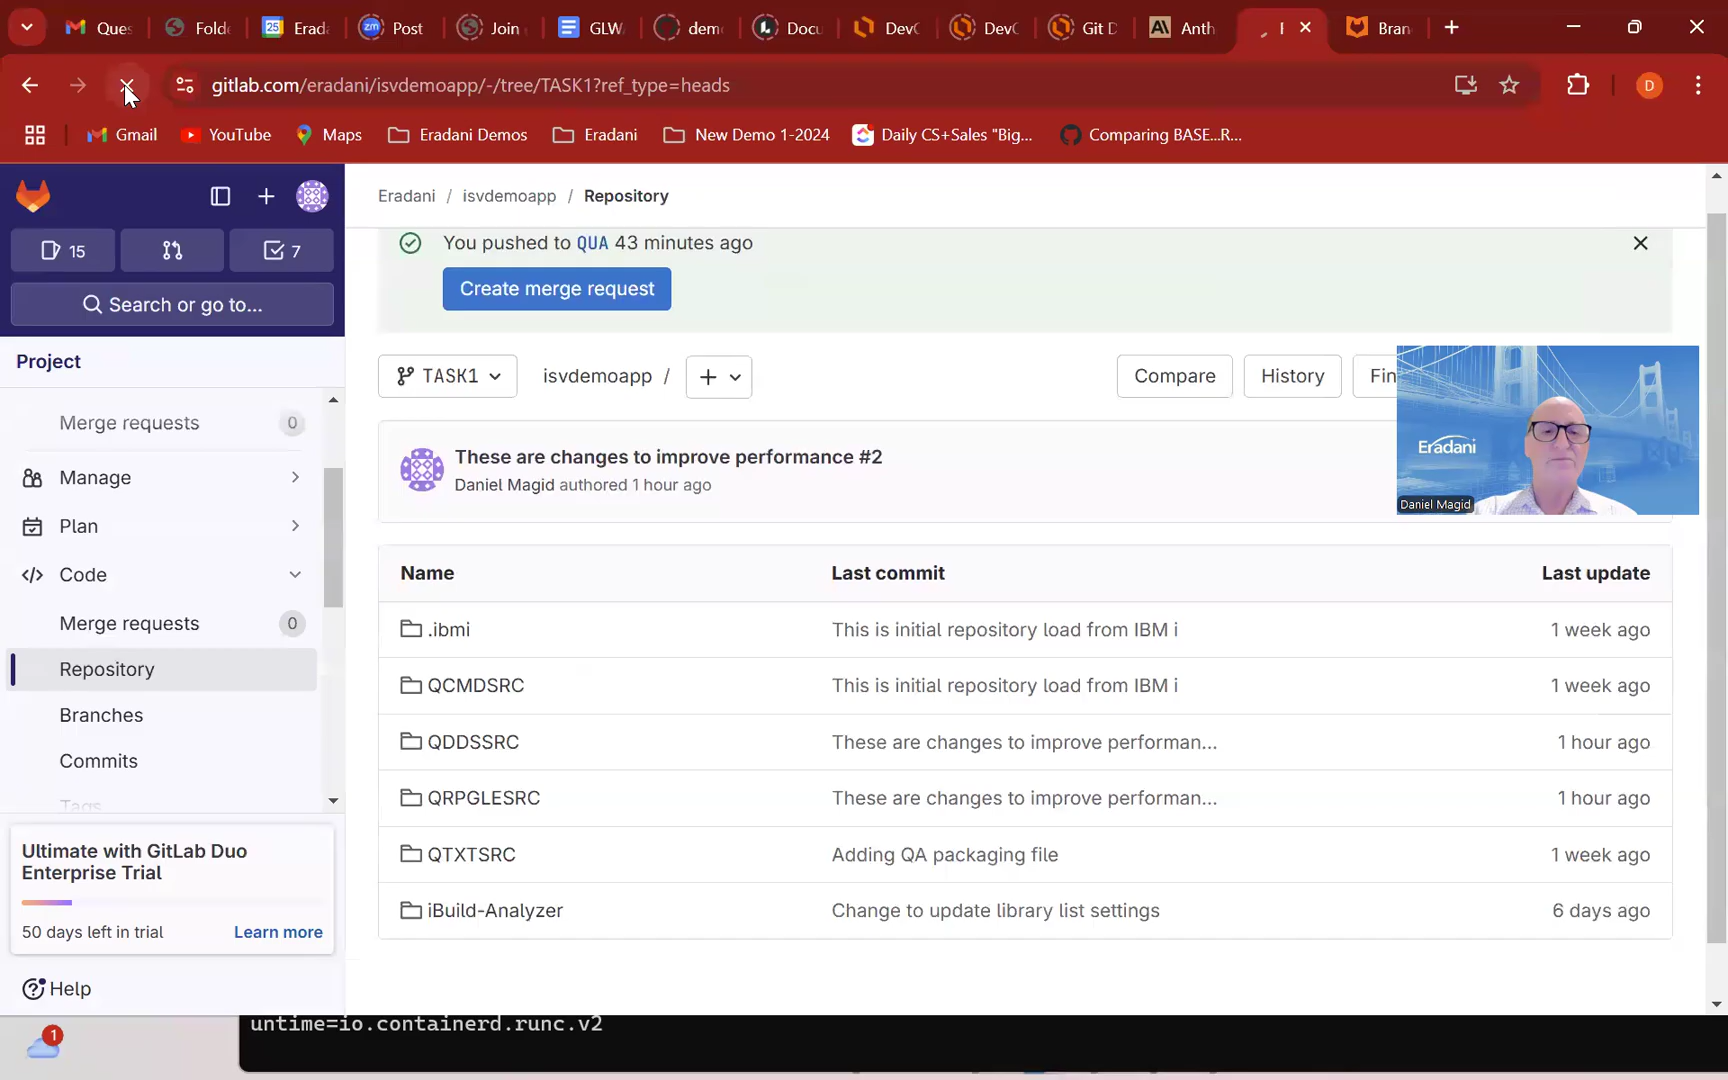 Ques
Fold
25
Erad
zm
Post
Join
GLW
dem
Docu
Dev
Dev
Git D
Anth
Bran
gitlab.com/eradani/isvdemoapp/-/tree/TASK1?ref_type=heads
D
Gmail
YouTube
Maps
Eradani Demos
Eradani
New Demo 1-2024
Daily CS+Sales "Big...
Comparing BASE...R...
15
7
Search or go to...
Project
Merge requests 0
Manage
Plan
Code
Merge requests 0
Repository
Branches
Commits
Tags
Ultimate with GitLab Duo
Enterprise Trial
50 days left in trial
Learn more
Help
1
Eradani / isvdemoapp / Repository
You pushed to QUA 43 minutes ago
Create merge request
TASK1
isvdemoapp /
Compare
History
Fin
These are changes to improve performance #2
Daniel Magid authored 1 hour ago
Eradani
Daniel Magid
Name Last commit Last update
.ibmi This is initial repository load from IBM i 1 week ago
QCMDSRC This is initial repository load from IBM i 1 week ago
QDDSSRC These are changes to improve performan... 1 hour ago
QRPGLESRC These are changes to improve performan... 1 hour ago
QTXTSRC Adding QA packaging file 1 week ago
iBuild-Analyzer Change to update library list settings 6 days ago
untime=io.containerd.runc.v2